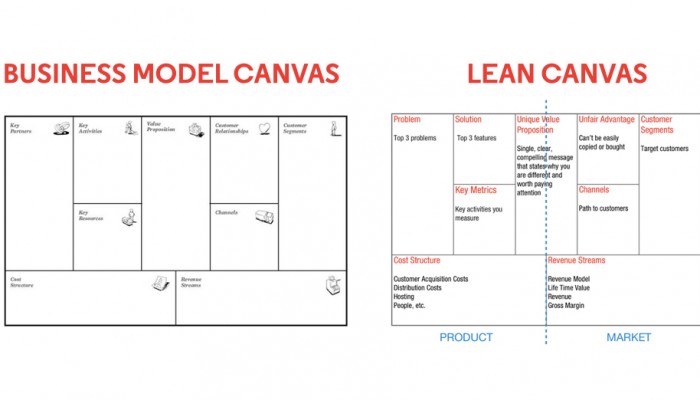 BUSINESS MODEL CANVAS
Key
Partners
Key
Activities
Value
Proposition
Customer
Relationships
Customer
Segments
Key
Resources
Channels
Cost
Structure
Revenue
Streams
LEAN CANVAS
Problem
Top 3 problems
Solution
Top 3 features
Key Metrics
Key activities you
measure
Unique Value
Proposition
Single, clear,
compelling message
that states why you
are different and
worth paying
attention
Unfair Advantage
Can't be easily
copied or bought
Channels
Path to customers
Customer
Segments
Target customers
Cost Structure
Customer Acquisition Costs
Distribution Costs
Hosting
People, etc.
Revenue Streams
Revenue Model
Life Time Value
Revenue
Gross Margin
PRODUCT
MARKET